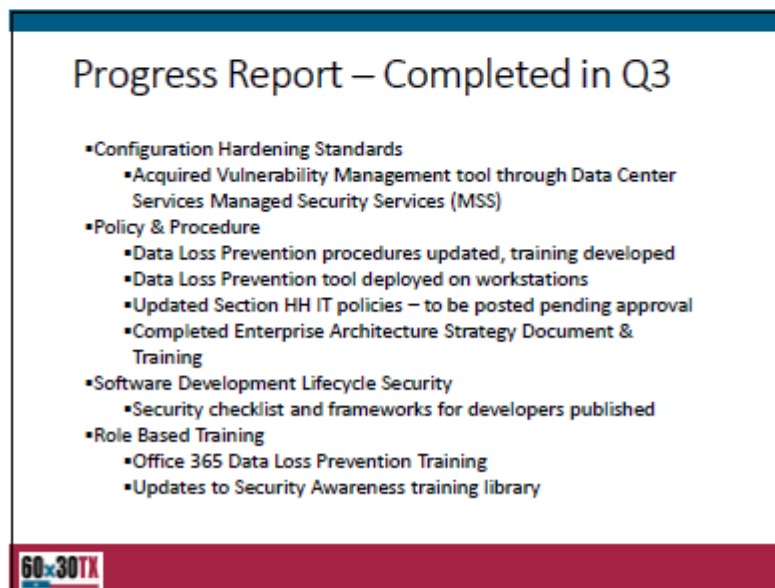 Progress Report – Completed in Q3
▪Configuration Hardening Standards
▪Acquired Vulnerability Management tool through Data Center
Services Managed Security Services (MSS)
▪Policy & Procedure
▪Data Loss Prevention procedures updated, training developed
▪Data Loss Prevention tool deployed on workstations
▪Updated Section HH IT policies – to be posted pending approval
▪Completed Enterprise Architecture Strategy Document &
Training
▪Software Development Lifecycle Security
▪Security checklist and frameworks for developers published
▪Role Based Training
▪Office 365 Data Loss Prevention Training
▪Updates to Security Awareness training library
60x30TX